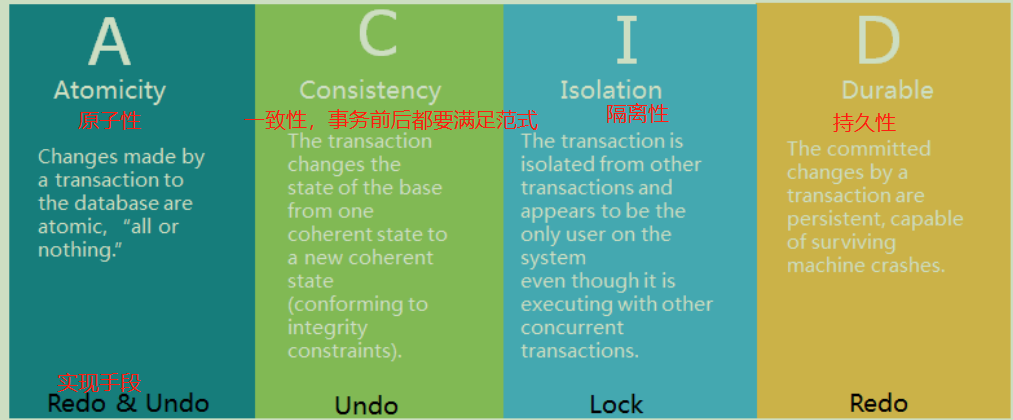 A
Atomicity
原子性
Changes made by
a transaction to
the database are
atomic, “all or
nothing.”
实现手段
Redo & Undo
C
Consistency
一致性，事务前后都要满足范式
The transaction
changes the
state of the base
from one
coherent state to
a new coherent
state
(conforming to
integrity
constraints).
Undo
I
Isolation
隔离性
The transaction is
isolated from other
transactions and
appears to be the
only user on the
system
even though it is
executing with other
concurrent
transactions.
Lock
D
Durable
持久性
The committed
changes by a
transaction are
persistent, capable
of surviving
machine crashes.
Redo